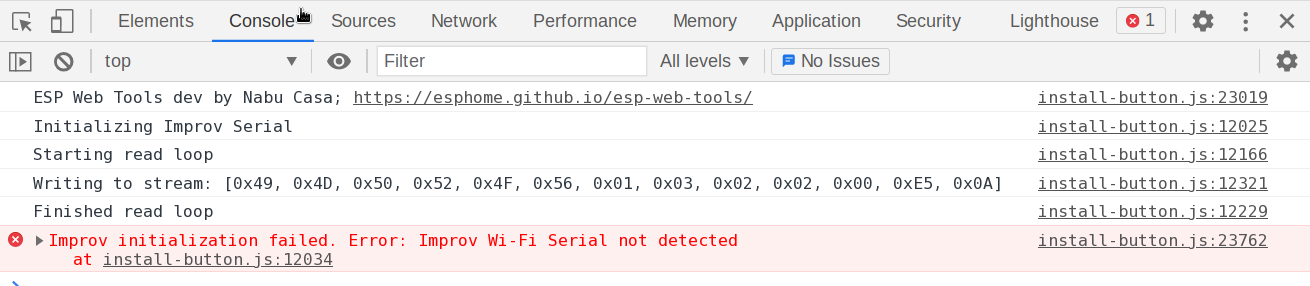 Elements Console Sources Network Performance Memory Application Security Lighthouse 1
top Filter All levels No Issues
ESP Web Tools dev by Nabu Casa; https://esphome.github.io/esp-web-tools/ install-button.js:23019
Initializing Improv Serial install-button.js:12025
Starting read loop install-button.js:12166
Writing to stream: [0x49, 0x4D, 0x50, 0x52, 0x4F, 0x56, 0x01, 0x03, 0x02, 0x02, 0x00, 0xE5, 0x0A] install-button.js:12321
Finished read loop install-button.js:12229
Improv initialization failed. Error: Improv Wi-Fi Serial not detected install-button.js:23762
at install-button.js:12034